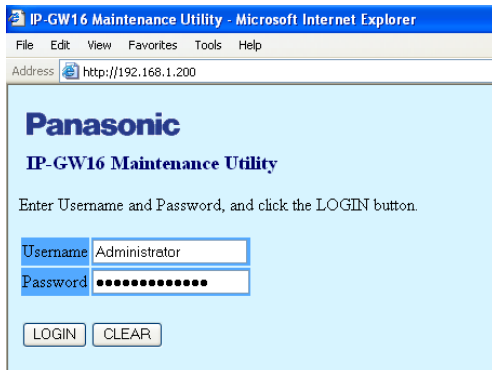 IP-GW16 Maintenance Utility - Microsoft Internet Explorer
File Edit View Favorites Tools Help
Address http://192.168.1.200
Panasonic
IP-GW16 Maintenance Utility
Enter Username and Password, and click the LOGIN button.
Username Administrator
Password •••••••••••••
LOGIN CLEAR